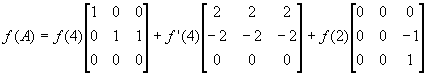 f(A) = f(4) [1 0 0; 0 1 1; 0 0 0] + f'(4) [2 2 2; -2 -2 -2; 0 0 0] + f(2) [0 0 0; 0 0 -1; 0 0 1]